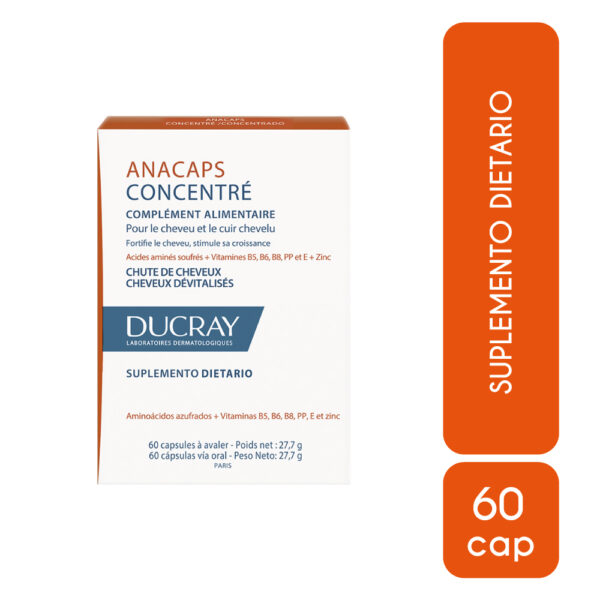 ANACAPS
CONCENTRÉ / CONCENTRADO
ANACAPS
CONCENTRÉ
COMPLÉMENT ALIMENTAIRE
Pour le cheveu et le cuir chevelu
Fortifie le cheveu, stimule sa croissance
Acides aminés soufrés + Vitamines B5, B6, B8, PP et E + Zinc
CHUTE DE CHEVEUX
CHEVEUX DÉVITALISÉS
DUCRAY
LABORATOIRES DERMATOLOGIQUES
SUPLEMENTO DIETARIO
Aminoácidos azufrados + Vitaminas B5, B6, B8, PP, E et zinc
60 capsules à avaler - Poids net : 27,7 g
60 cápsulas vía oral - Peso Neto: 27,7 g
PARIS
SUPLEMENTO DIETARIO
60
cap